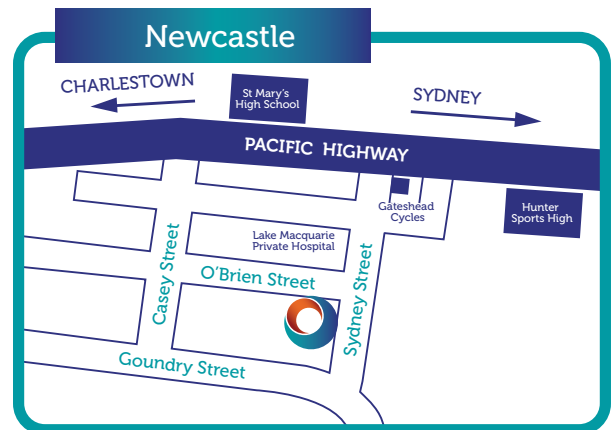 Newcastle
CHARLESTOWN
St Mary's
High School
SYDNEY
PACIFIC HIGHWAY
Gateshead
Cycles
Hunter
Sports High
Lake Macquarie
Private Hospital
O'Brien Street
Casey Street
Sydney Street
Goundry Street